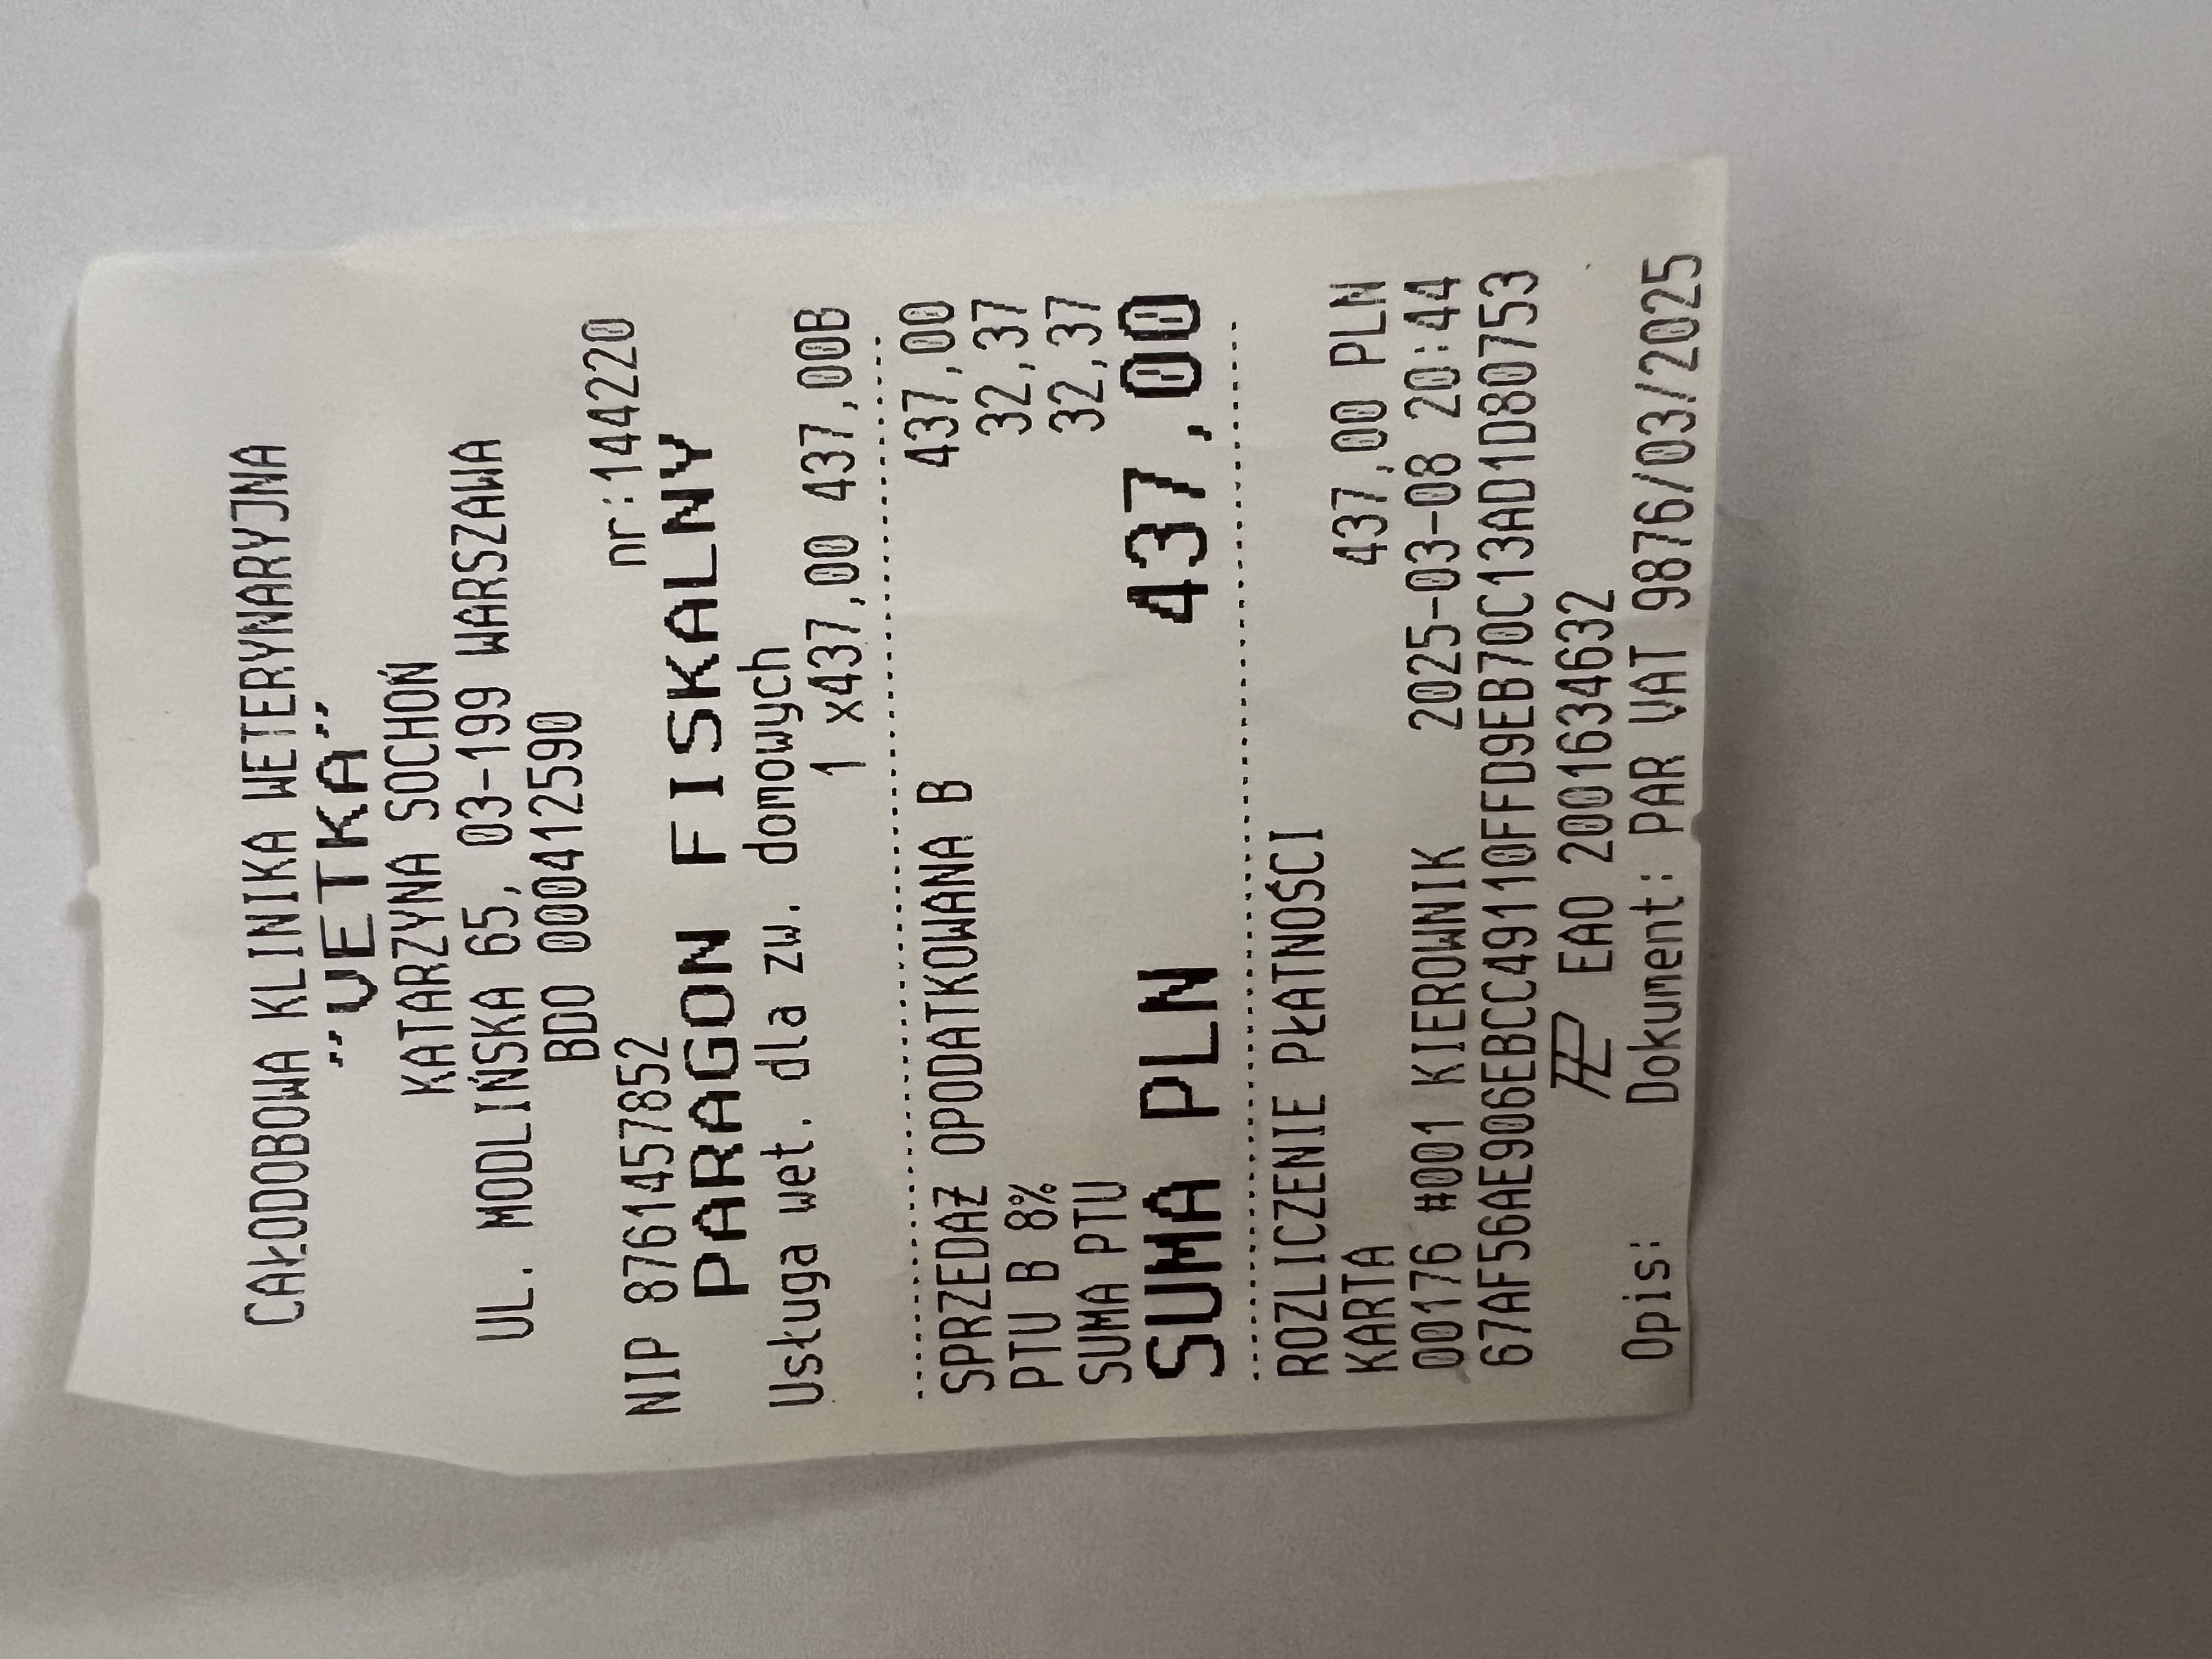 CAŁODOBOWA KLINIKA WETERYNARYJNA
"VETKA"
KATARZYNA SOCHOŃ
UL. MODLIŃSKA 65, 03-199 WARSZAWA
BDO 000412590
NIP 8761457852 nr:144220
PARAGON FISKALNY
Usługa wet. dla zw. domowych
1 x437,00 437,00B
SPRZEDAŻ OPODATKOWANA B 437,00
PTU B 8% 32,37
SUMA PTU 32,37
SUMA PLN 437,00
ROZLICZENIE PŁATNOŚCI
KARTA 437,00 PLN
00176 #001 KIEROWNIK 2025-03-08 20:44
67AF56AE906EBCC49110FFD9EB70C13AD1D80753
EAO 2001634632
Opis: Dokument: PAR VAT 9876/03/2025